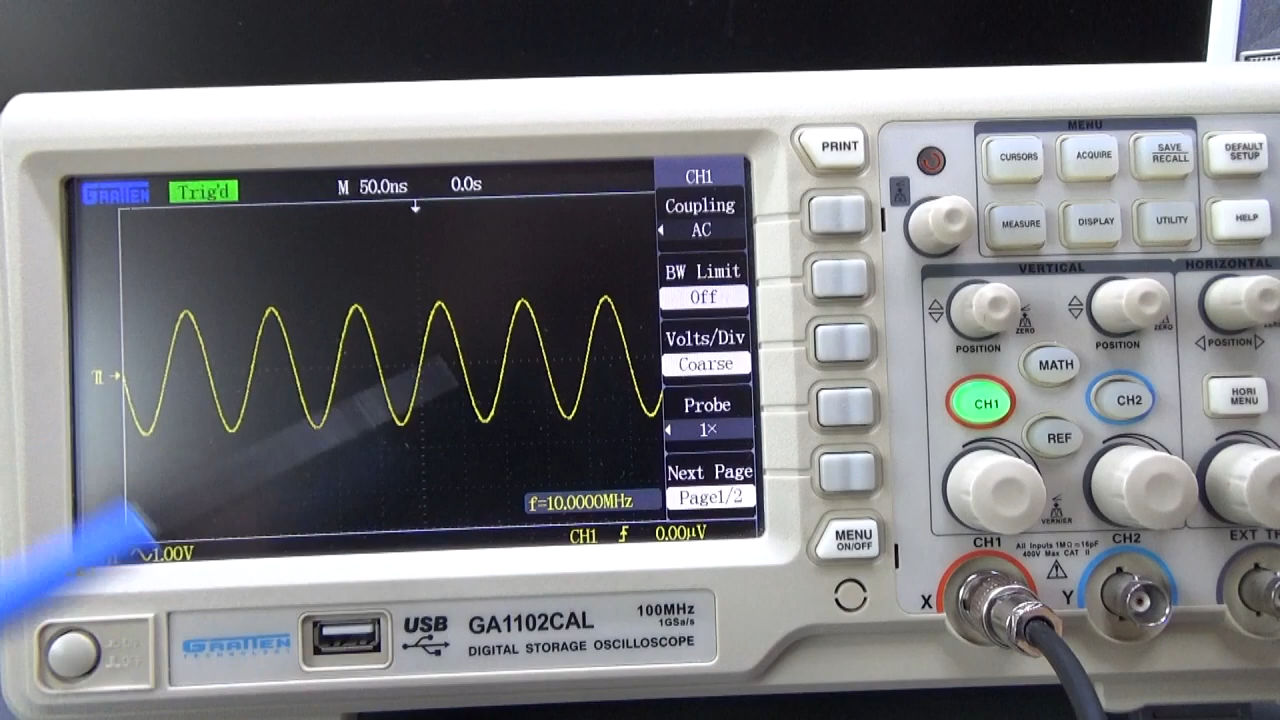 GRATTEN
Trig'd
M 50.0ns
0.0s
CH1
Coupling
AC
BW Limit
Off
Volts/Div
Coarse
Probe
1×
Next Page
Page1/2
f=10.0000MHz
CH1
0.00µV
1.00V
PRINT
MENU
ON/OFF
MENU
CURSORS
ACQUIRE
SAVE
RECALL
DEFAULT
SETUP
MEASURE
DISPLAY
UTILITY
HELP
VERTICAL
HORIZONTAL
ZERO
ZERO
POSITION
POSITION
POSITION
MATH
CH1
CH2
HORI
MENU
REF
VERNIER
CH1
All Inputs 1MΩ=16pF
400V Max CAT II
CH2
EXT
X
Y
GRATTEN
TECHNOLOGY
USB
GA1102CAL
100MHz
1GSa/s
DIGITAL STORAGE OSCILLOSCOPE